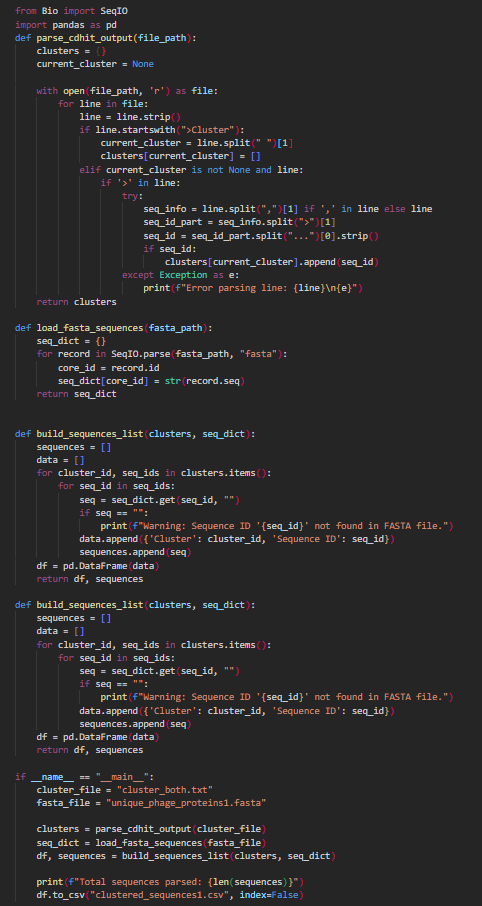 from Bio import SeqIO
import pandas as pd
def parse_cdhit_output(file_path):
    clusters = {}
    current_cluster = None

    with open(file_path, 'r') as file:
        for line in file:
            line = line.strip()
            if line.startswith(">Cluster"):
                current_cluster = line.split(" ")[1]
                clusters[current_cluster] = []
            elif current_cluster is not None and line:
                if '>' in line:
                    try:
                        seq_info = line.split(",")[1] if ',' in line else line
                        seq_id_part = seq_info.split(">")[1]
                        seq_id = seq_id_part.split("...")[0].strip()
                        if seq_id:
                            clusters[current_cluster].append(seq_id)
                    except Exception as e:
                        print(f"Error parsing line: {line}\n{e}")
    return clusters

def load_fasta_sequences(fasta_path):
    seq_dict = {}
    for record in SeqIO.parse(fasta_path, "fasta"):
        core_id = record.id
        seq_dict[core_id] = str(record.seq)
    return seq_dict


def build_sequences_list(clusters, seq_dict):
    sequences = []
    data = []
    for cluster_id, seq_ids in clusters.items():
        for seq_id in seq_ids:
            seq = seq_dict.get(seq_id, "")
            if seq == "":
                print(f"Warning: Sequence ID '{seq_id}' not found in FASTA file.")
            data.append({'Cluster': cluster_id, 'Sequence ID': seq_id})
            sequences.append(seq)
    df = pd.DataFrame(data)
    return df, sequences

def build_sequences_list(clusters, seq_dict):
    sequences = []
    data = []
    for cluster_id, seq_ids in clusters.items():
        for seq_id in seq_ids:
            seq = seq_dict.get(seq_id, "")
            if seq == "":
                print(f"Warning: Sequence ID '{seq_id}' not found in FASTA file.")
            data.append({'Cluster': cluster_id, 'Sequence ID': seq_id})
            sequences.append(seq)
    df = pd.DataFrame(data)
    return df, sequences

if __name__ == "__main__":
    cluster_file = "cluster_both.txt"
    fasta_file = "unique_phage_proteins1.fasta"

    clusters = parse_cdhit_output(cluster_file)
    seq_dict = load_fasta_sequences(fasta_file)
    df, sequences = build_sequences_list(clusters, seq_dict)

    print(f"Total sequences parsed: {len(sequences)}")
    df.to_csv("clustered_sequences1.csv", index=False)